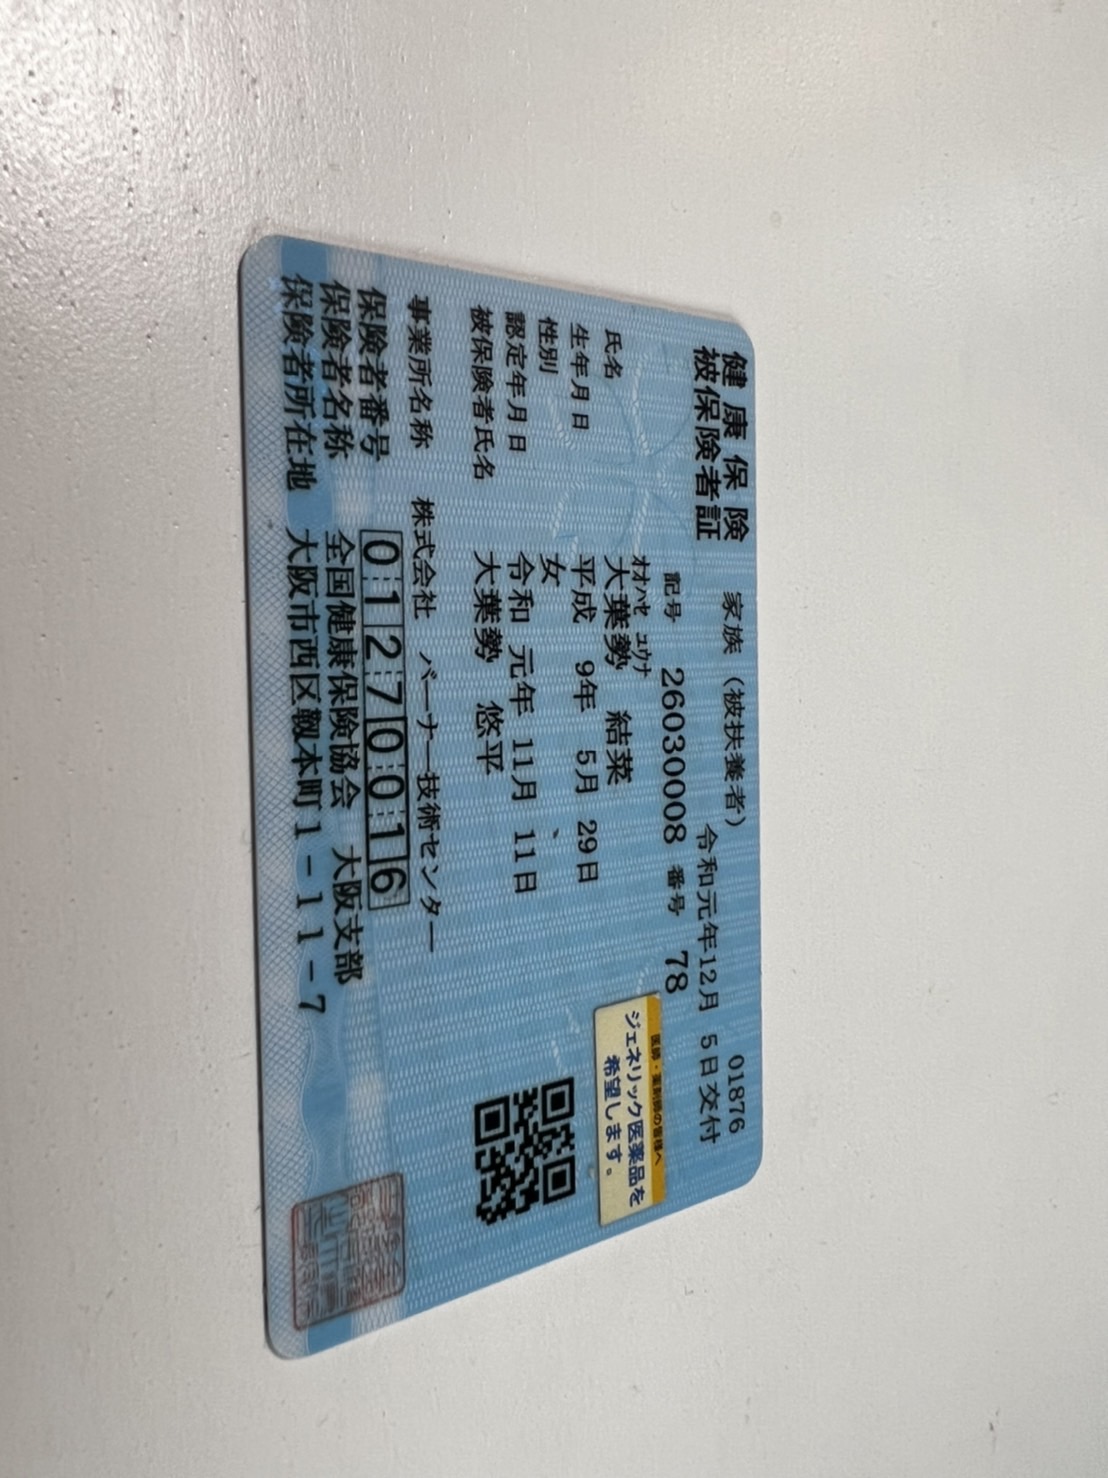 健康保険 家族（被扶養者） 01876
被保険者証 令和元年12月 5日交付
記号 26030008 番号 78
オオハセ ユウナ
氏名 大葉勢 結菜
生年月日 平成 9年 5月 29日
性別 女
認定年月日 令和 元年 11月 11日
被保険者氏名 大葉勢 悠平
事業所名称 株式会社 バーナー技術センター
保険者番号 01270016
保険者名称 全国健康保険協会 大阪支部
保険者所在地 大阪市西区靱本町1-11-7
医師・薬剤師の皆様へ
ジェネリック医薬品を
希望します。